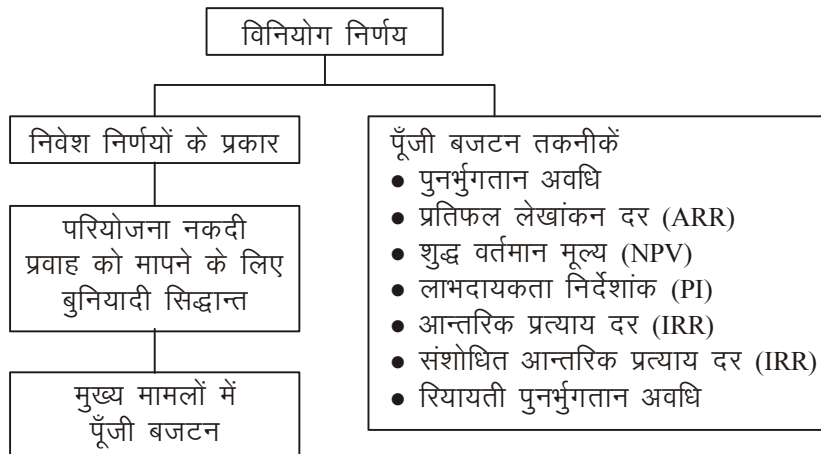 विनियोग निर्णय
निवेश निर्णयों के प्रकार
परियोजना नकदी
प्रवाह को मापने के लिए
बुनियादी सिद्धान्त
मुख्य मामलों में
पूँजी बजटन
पूँजी बजटन तकनीकें
● पुनर्भुगतान अवधि
● प्रतिफल लेखांकन दर (ARR)
● शुद्ध वर्तमान मूल्य (NPV)
● लाभदायकता निर्देशांक (PI)
● आन्तरिक प्रत्याय दर (IRR)
● संशोधित आन्तरिक प्रत्याय दर (IRR)
● रियायती पुनर्भुगतान अवधि